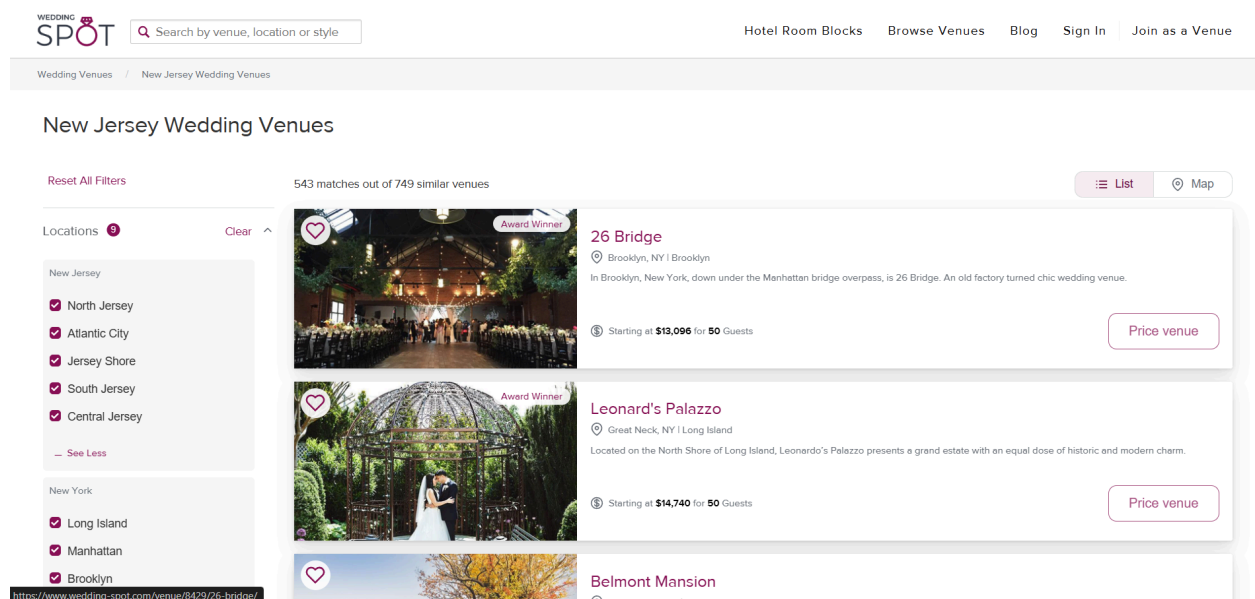 WEDDING
SPOT
Search by venue, location or style
Hotel Room Blocks Browse Venues Blog Sign In Join as a Venue
Wedding Venues / New Jersey Wedding Venues
New Jersey Wedding Venues
Reset All Filters
543 matches out of 749 similar venues
List Map
Locations 9 Clear
New Jersey
North Jersey
Atlantic City
Jersey Shore
South Jersey
Central Jersey
See Less
New York
Long Island
Manhattan
Brooklyn
Award Winner
26 Bridge
Brooklyn, NY | Brooklyn
In Brooklyn, New York, down under the Manhattan bridge overpass, is 26 Bridge. An old factory turned chic wedding venue.
Starting at $13,096 for 50 Guests
Price venue
Award Winner
Leonard's Palazzo
Great Neck, NY | Long Island
Located on the North Shore of Long Island, Leonardo's Palazzo presents a grand estate with an equal dose of historic and modern charm.
Starting at $14,740 for 50 Guests
Price venue
Belmont Mansion
https://www.wedding-spot.com/venue/8429/26-bridge/